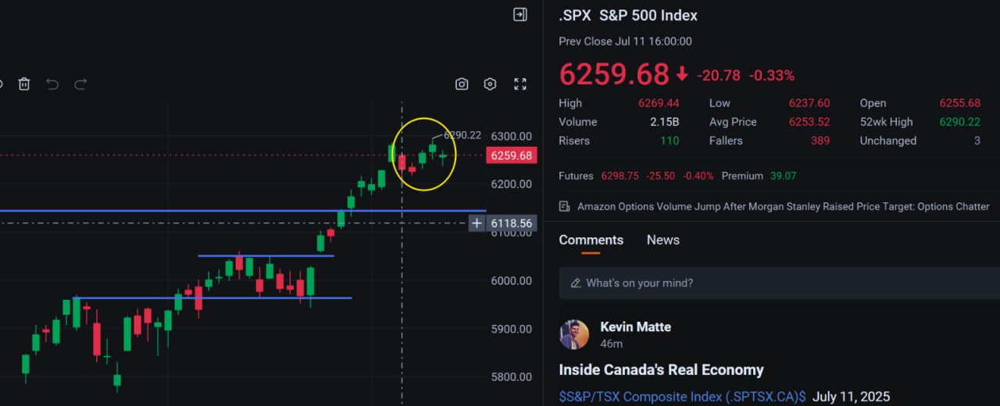 .SPX S&P 500 Index
Prev Close Jul 11 16:00:00
6259.68 -20.78 -0.33%
High 6269.44 Low 6237.60 Open 6255.68
Volume 2.15B Avg Price 6253.52 52wk High 6290.22
Risers 110 Fallers 389 Unchanged 3
Futures 6298.75 -25.50 -0.40% Premium 39.07
Amazon Options Volume Jump After Morgan Stanley Raised Price Target: Options Chatter
Comments News
What's on your mind?
Kevin Matte
46m
Inside Canada's Real Economy
$S&P/TSX Composite Index (.SPTSX.CA)$ July 11, 2025
6290.22
6300.00
6259.68
6200.00
6118.56
6100.00
6000.00
5900.00
5800.00